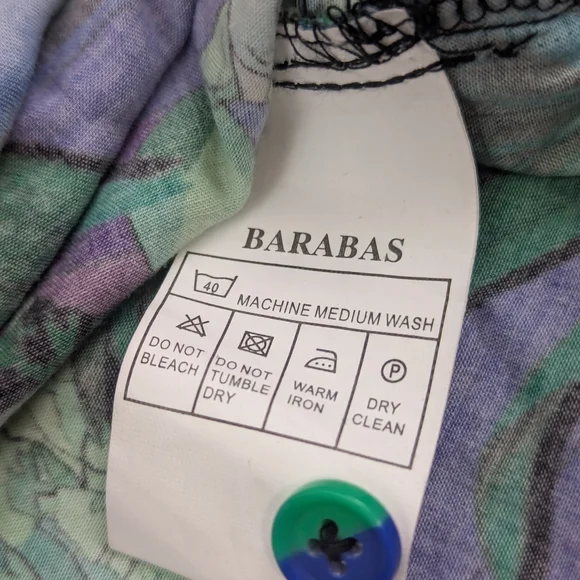 BARABAS
40 MACHINE MEDIUM WASH
DO NOT
BLEACH
DO NOT
TUMBLE
DRY
WARM
IRON
P
DRY
CLEAN